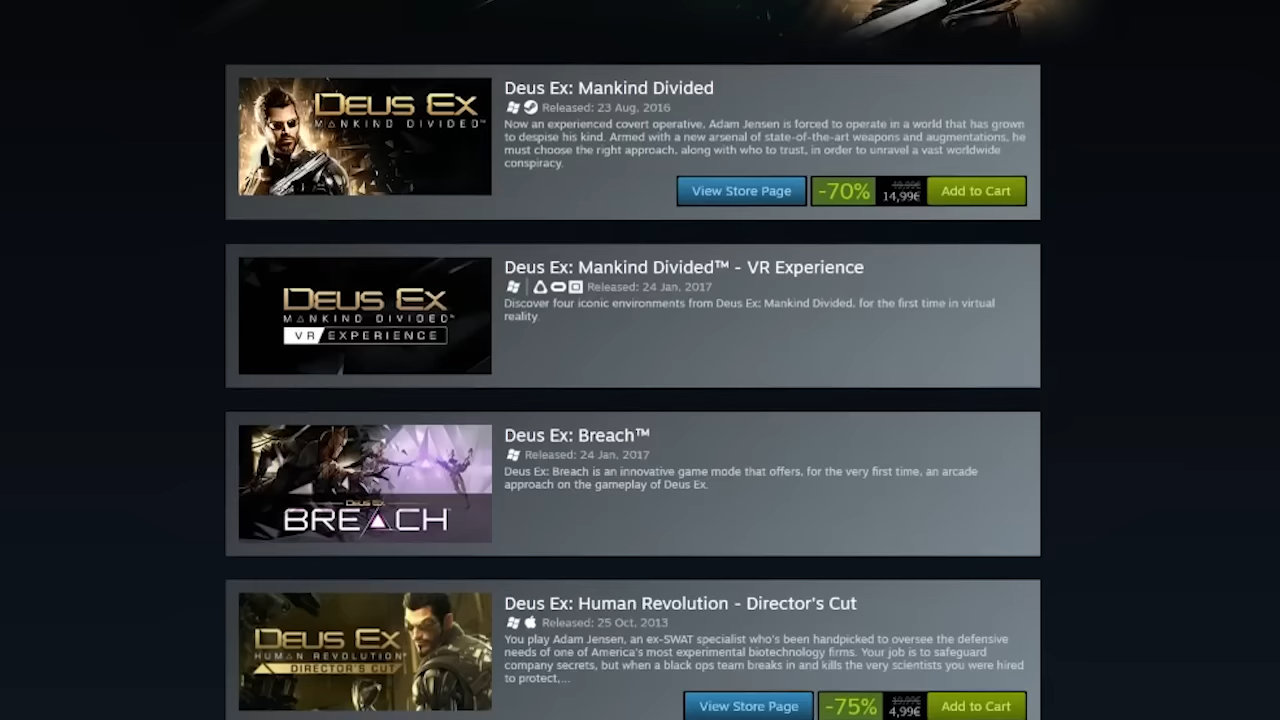 DEUS EX
MANKIND DIVIDED™
Deus Ex: Mankind Divided
Released: 23 Aug, 2016
Now an experienced covert operative, Adam Jensen is forced to operate in a world that has grown
to despise his kind. Armed with a new arsenal of state-of-the-art weapons and augmentations, he
must choose the right approach, along with who to trust, in order to unravel a vast worldwide
conspiracy.
View Store Page
-70%
14,99€
Add to Cart
DEUS EX
MANKIND DIVIDED™
VR EXPERIENCE
Deus Ex: Mankind Divided™ - VR Experience
Released: 24 Jan, 2017
Discover four iconic environments from Deus Ex: Mankind Divided, for the first time in virtual
reality.
DEUS EX
BREACH
Deus Ex: Breach™
Released: 24 Jan, 2017
Deus Ex: Breach is an innovative game mode that offers, for the very first time, an arcade
approach on the gameplay of Deus Ex.
DEUS EX
HUMAN REVOLUTION
DIRECTOR'S CUT
Deus Ex: Human Revolution - Director's Cut
Released: 25 Oct, 2013
You play Adam Jensen, an ex-SWAT specialist who's been handpicked to oversee the defensive
needs of one of America's most experimental biotechnology firms. Your job is to safeguard
company secrets, but when a black ops team breaks in and kills the very scientists you were hired
to protect,...
View Store Page
-75%
19,99€
4,99€
Add to Cart